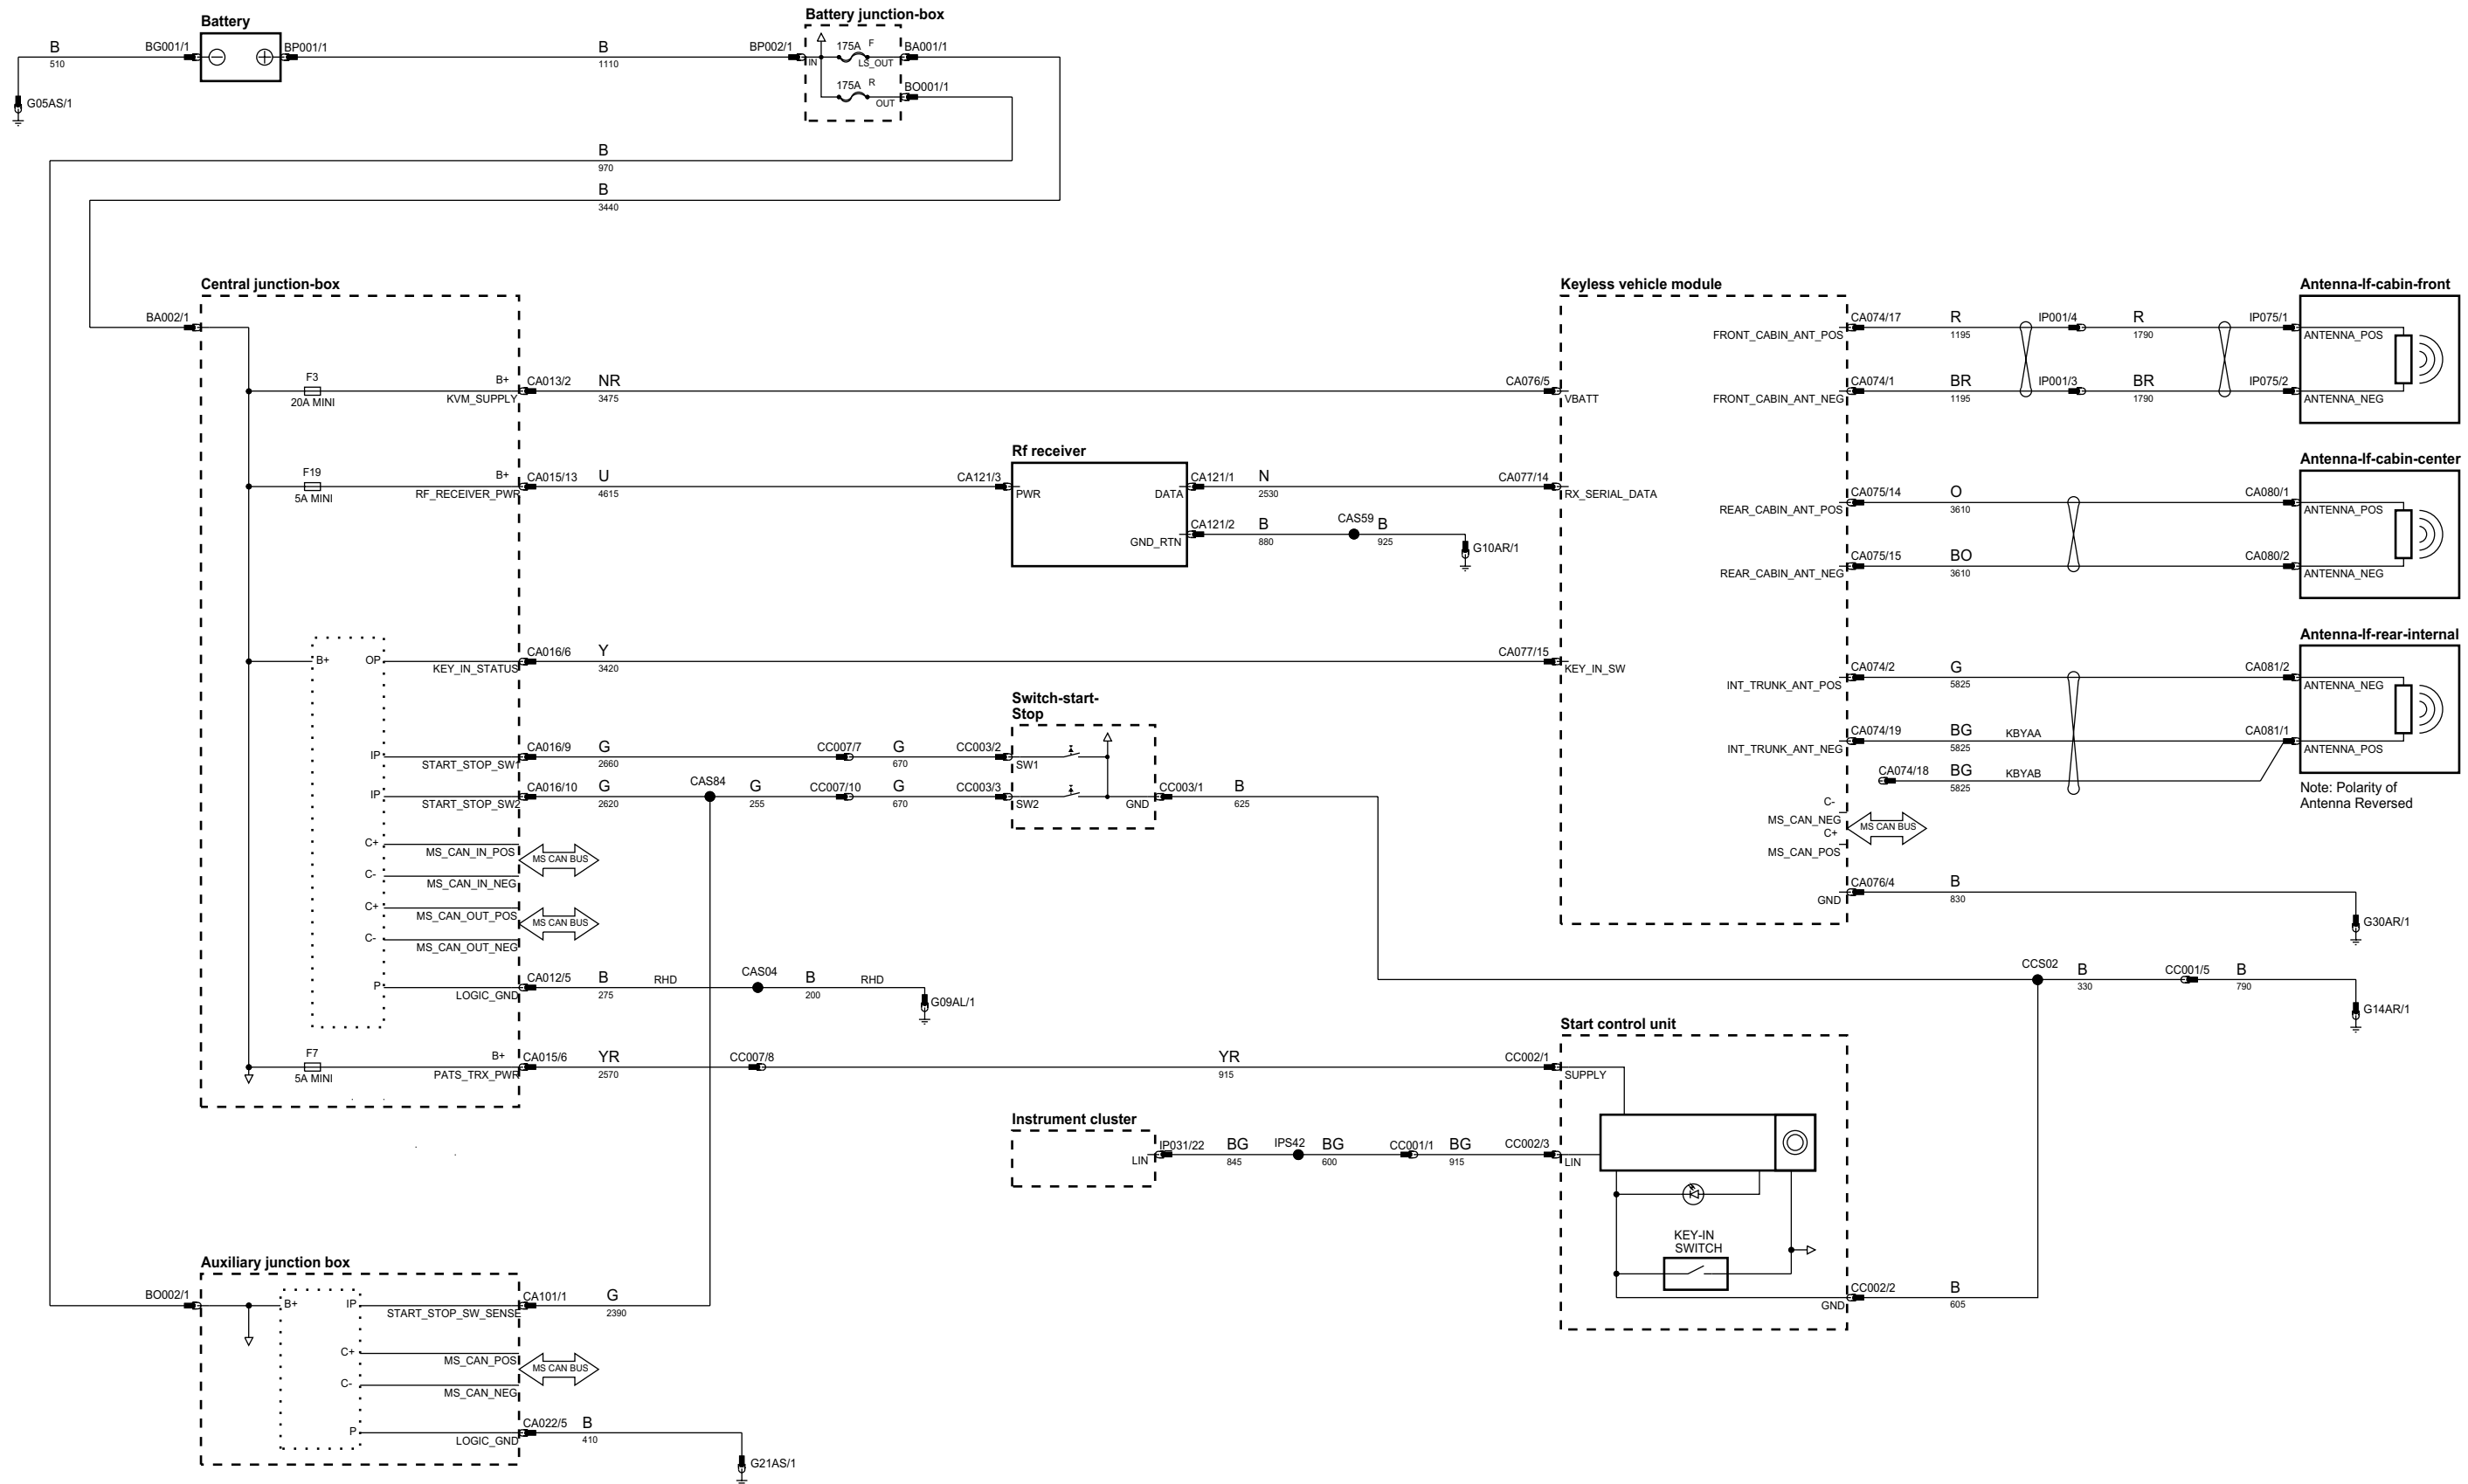 Battery
Battery junction-box
B
510
BG001/1
BP001/1
B
1110
BP002/1
IN
175A F
LS_OUT
BA001/1
175A R
OUT
BO001/1
G05AS/1
B
970
B
3440
Central junction-box
BA002/1
F3
20A MINI
B+
KVM_SUPPLY
CA013/2
NR
3475
CA076/5
F19
5A MINI
B+
RF_RECEIVER_PWR
CA015/13
U
4615
CA121/3
Rf receiver
PWR
DATA
GND_RTN
CA121/1
N
2530
CA077/14
CA121/2
B
880
CAS59
B
925
G10AR/1
B+
OP
KEY_IN_STATUS
CA016/6
Y
3420
CA077/15
IP
START_STOP_SW1
CA016/9
G
2660
CC007/7
G
670
CC003/2
IP
START_STOP_SW2
CA016/10
G
2620
CAS84
G
255
CC007/10
G
670
CC003/3
Switch-start-
Stop
SW1
SW2
GND
CC003/1
B
625
C+
MS_CAN_IN_POS
C-
MS_CAN_IN_NEG
MS CAN BUS
C+
MS_CAN_OUT_POS
C-
MS_CAN_OUT_NEG
MS CAN BUS
P
LOGIC_GND
CA012/5
B
275
RHD
CAS04
B
200
RHD
G09AL/1
F7
5A MINI
B+
PATS_TRX_PWR
CA015/6
YR
2570
CC007/8
YR
915
CC002/1
Keyless vehicle module
VBATT
RX_SERIAL_DATA
KEY_IN_SW
FRONT_CABIN_ANT_POS
CA074/17
R
1195
IP001/4
R
1790
IP075/1
FRONT_CABIN_ANT_NEG
CA074/1
BR
1195
IP001/3
BR
1790
IP075/2
Antenna-lf-cabin-front
ANTENNA_POS
ANTENNA_NEG
REAR_CABIN_ANT_POS
CA075/14
O
3610
CA080/1
REAR_CABIN_ANT_NEG
CA075/15
BO
3610
CA080/2
Antenna-lf-cabin-center
ANTENNA_POS
ANTENNA_NEG
INT_TRUNK_ANT_POS
CA074/2
G
5825
CA081/2
INT_TRUNK_ANT_NEG
CA074/19
BG
5825
KBYAA
CA081/1
CA074/18
BG
5825
KBYAB
Antenna-lf-rear-internal
ANTENNA_NEG
ANTENNA_POS
Note: Polarity of
Antenna Reversed
C-
MS_CAN_NEG
C+
MS_CAN_POS
MS CAN BUS
GND
CA076/4
B
830
G30AR/1
CCS02
B
330
CC001/5
B
790
G14AR/1
Start control unit
SUPPLY
LIN
KEY-IN
SWITCH
GND
CC002/2
B
605
Instrument cluster
LIN
IP031/22
BG
845
IPS42
BG
600
CC001/1
BG
915
CC002/3
Auxiliary junction box
BO002/1
B+
IP
START_STOP_SW_SENSE
CA101/1
G
2390
C+
MS_CAN_POS
C-
MS_CAN_NEG
MS CAN BUS
P
LOGIC_GND
CA022/5
B
410
G21AS/1